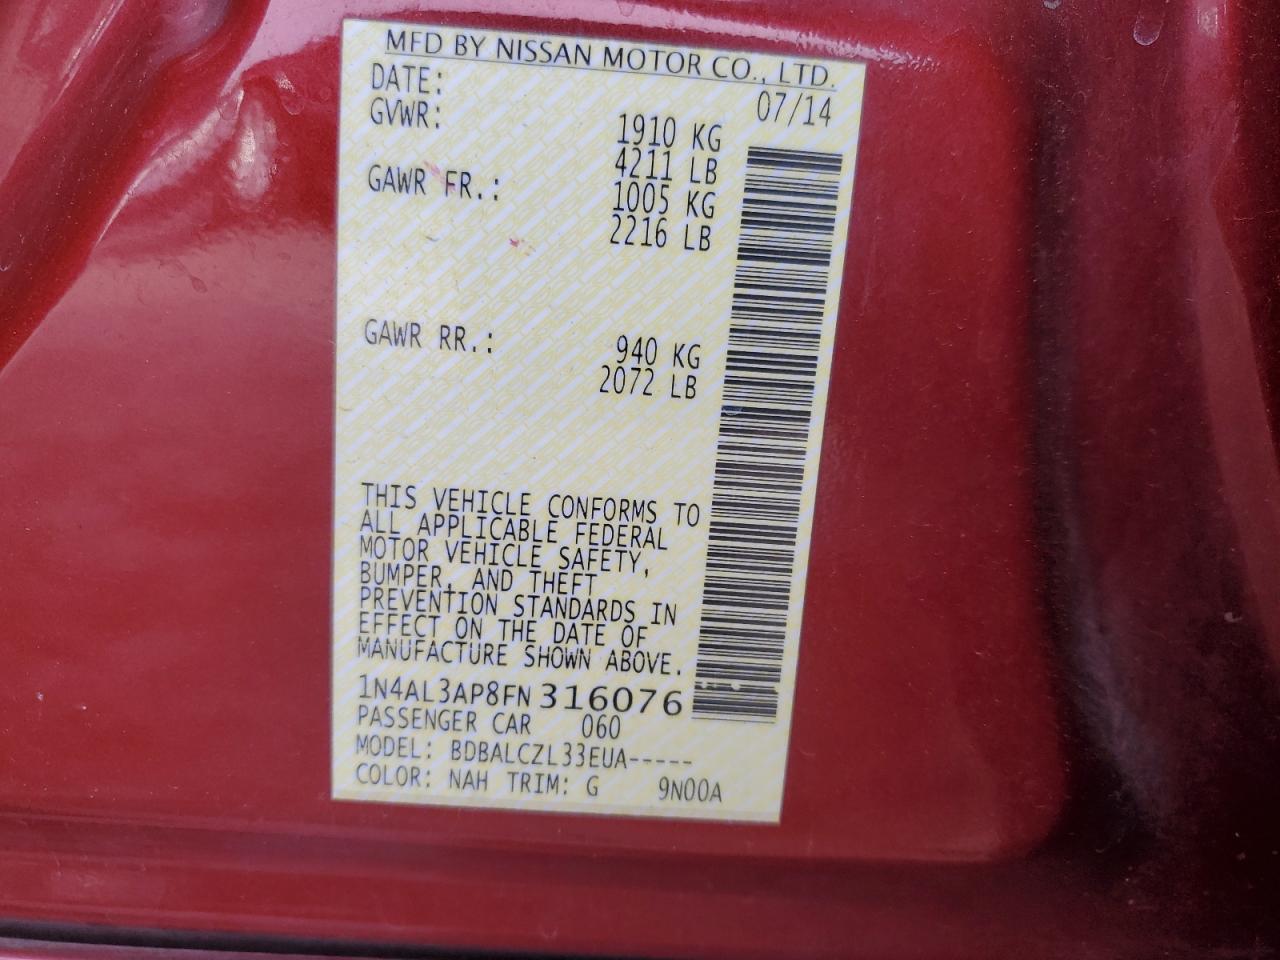 MFD BY NISSAN MOTOR CO., LTD.
DATE: 07/14
GVWR: 1910 KG
4211 LB
GAWR FR.: 1005 KG
2216 LB
GAWR RR.: 940 KG
2072 LB
THIS VEHICLE CONFORMS TO
ALL APPLICABLE FEDERAL
MOTOR VEHICLE SAFETY,
BUMPER, AND THEFT
PREVENTION STANDARDS IN
EFFECT ON THE DATE OF
MANUFACTURE SHOWN ABOVE.
1N4AL3AP8FN316076
PASSENGER CAR 060
MODEL: BDBALCZL33EUA-----
COLOR: NAH TRIM: G 9N00A